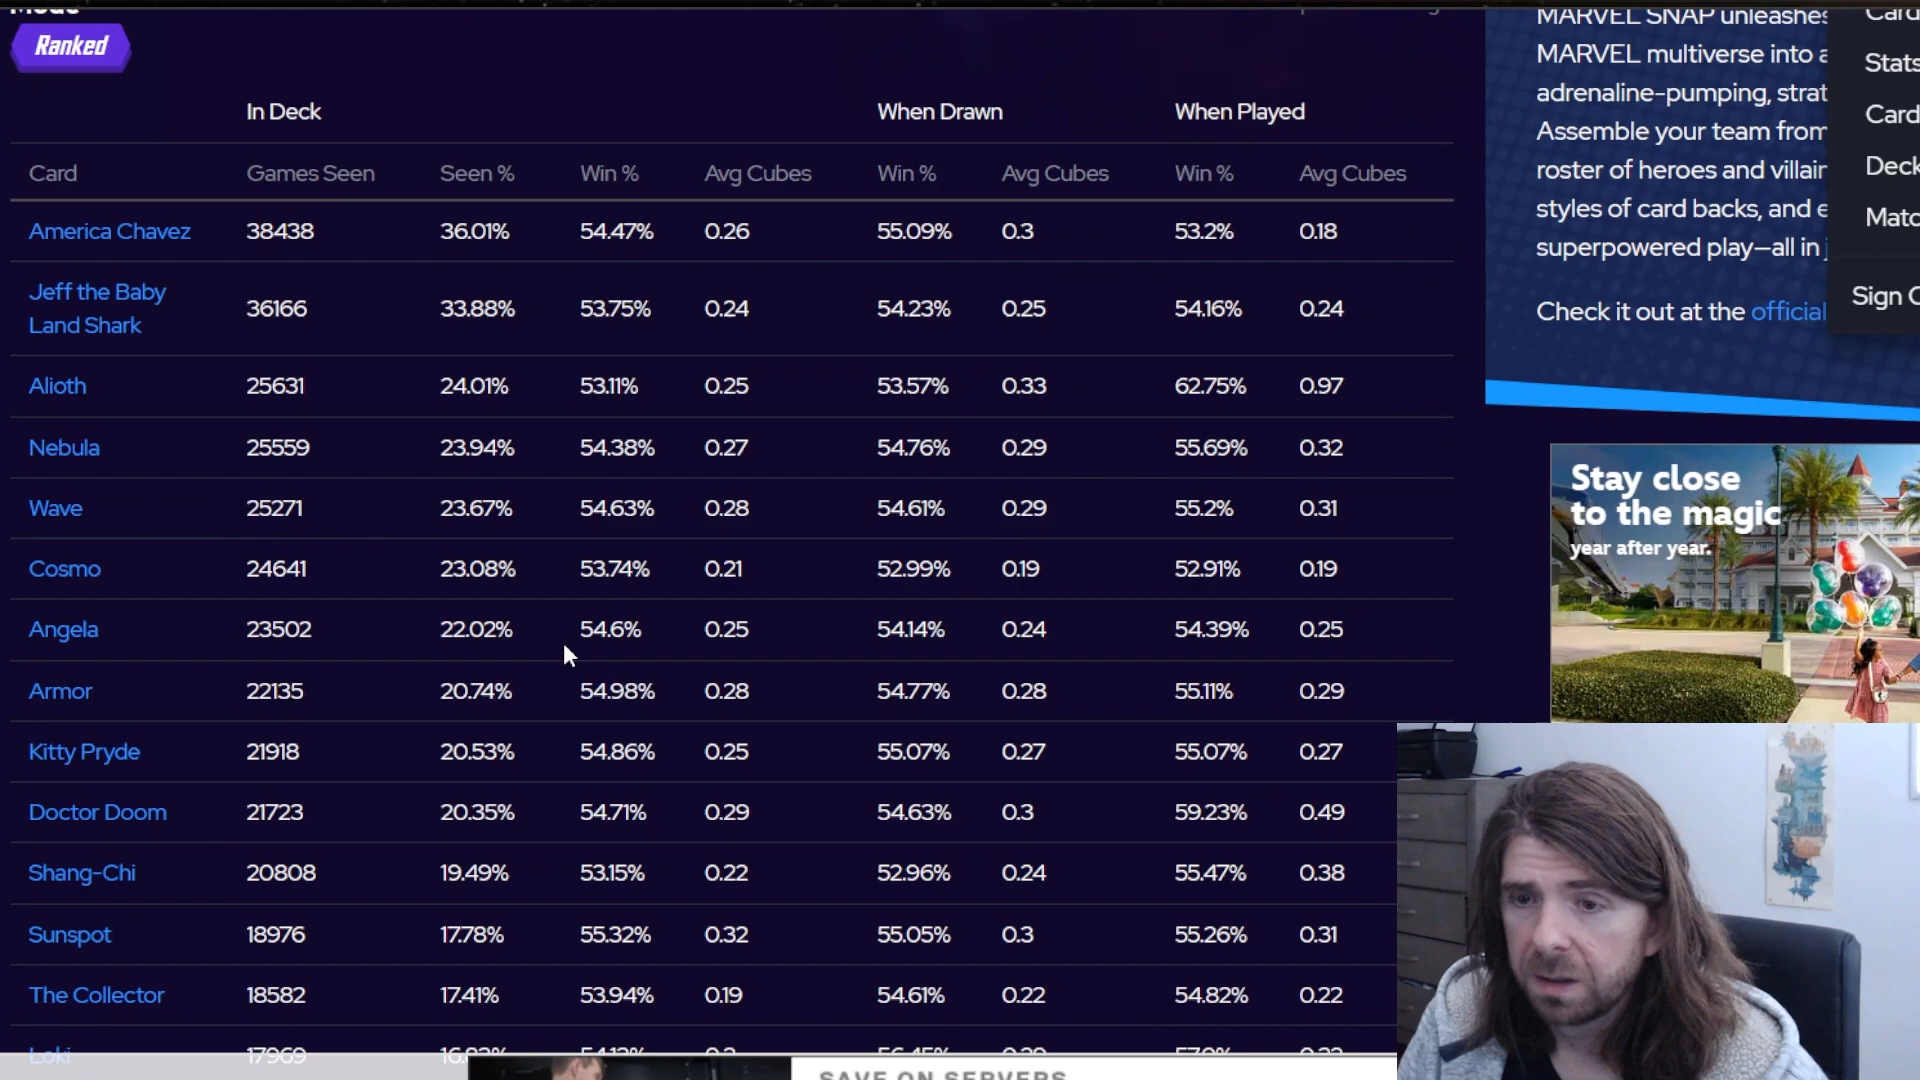 Mode
Ranked
In Deck When Drawn When Played
Card Games Seen Seen % Win % Avg Cubes Win % Avg Cubes Win % Avg Cubes
America Chavez 38438 36.01% 54.47% 0.26 55.09% 0.3 53.2% 0.18
Jeff the Baby
Land Shark 36166 33.88% 53.75% 0.24 54.23% 0.25 54.16% 0.24
Alioth 25631 24.01% 53.11% 0.25 53.57% 0.33 62.75% 0.97
Nebula 25559 23.94% 54.38% 0.27 54.76% 0.29 55.69% 0.32
Wave 25271 23.67% 54.63% 0.28 54.61% 0.29 55.2% 0.31
Cosmo 24641 23.08% 53.74% 0.21 52.99% 0.19 52.91% 0.19
Angela 23502 22.02% 54.6% 0.25 54.14% 0.24 54.39% 0.25
Armor 22135 20.74% 54.98% 0.28 54.77% 0.28 55.11% 0.29
Kitty Pryde 21918 20.53% 54.86% 0.25 55.07% 0.27 55.07% 0.27
Doctor Doom 21723 20.35% 54.71% 0.29 54.63% 0.3 59.23% 0.49
Shang-Chi 20808 19.49% 53.15% 0.22 52.96% 0.24 55.47% 0.38
Sunspot 18976 17.78% 55.32% 0.32 55.05% 0.3 55.26% 0.31
The Collector 18582 17.41% 53.94% 0.19 54.61% 0.22 54.82% 0.22
Loki 17969
MARVEL SNAP unleashes
MARVEL multiverse into a
adrenaline-pumping, strat
Assemble your team from
roster of heroes and villain
styles of card backs, and e
superpowered play—all in j
Check it out at the official
Card
Stats
Card
Deck
Matc
Sign O
Stay close
to the magic
year after year.
SAVE ON SERVERS